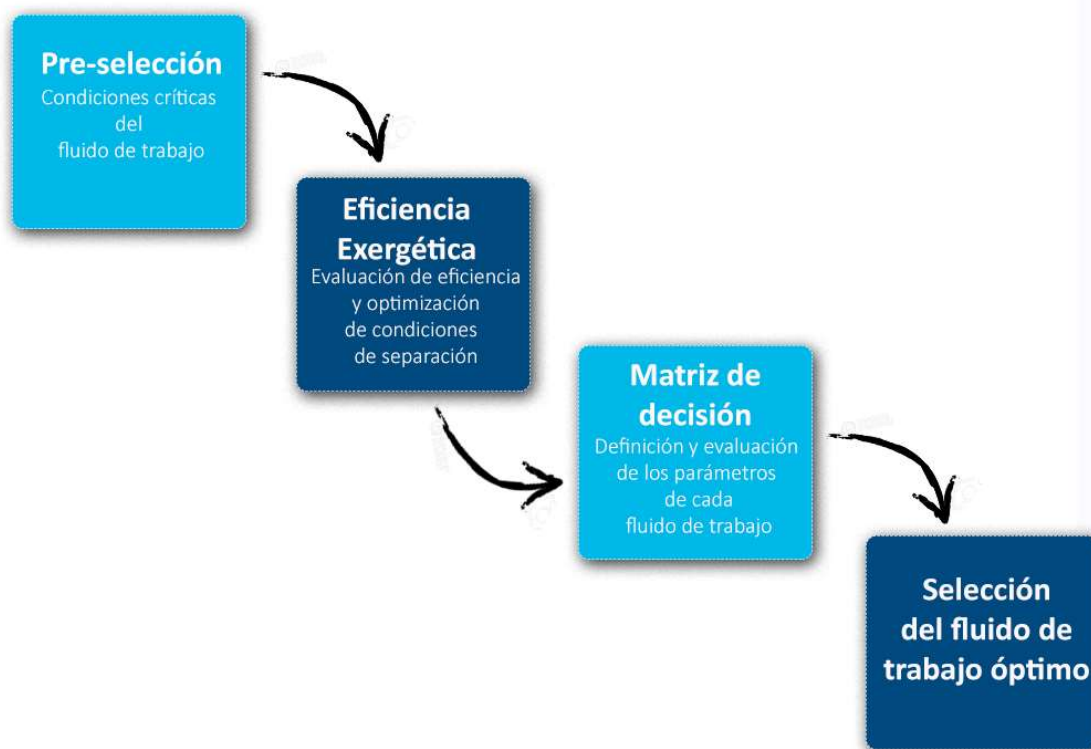 Pre-selección
Condiciones críticas
del
fluido de trabajo
Eficiencia
Exergética
Evaluación de eficiencia
y optimización
de condiciones
de separación
Matriz de
decisión
Definición y evaluación
de los parámetros
de cada
fluido de trabajo
Selección
del fluido de
trabajo óptimo